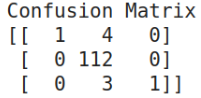 Confusion Matrix
[[  1   4   0]
 [  0 112   0]
 [  0   3   1]]